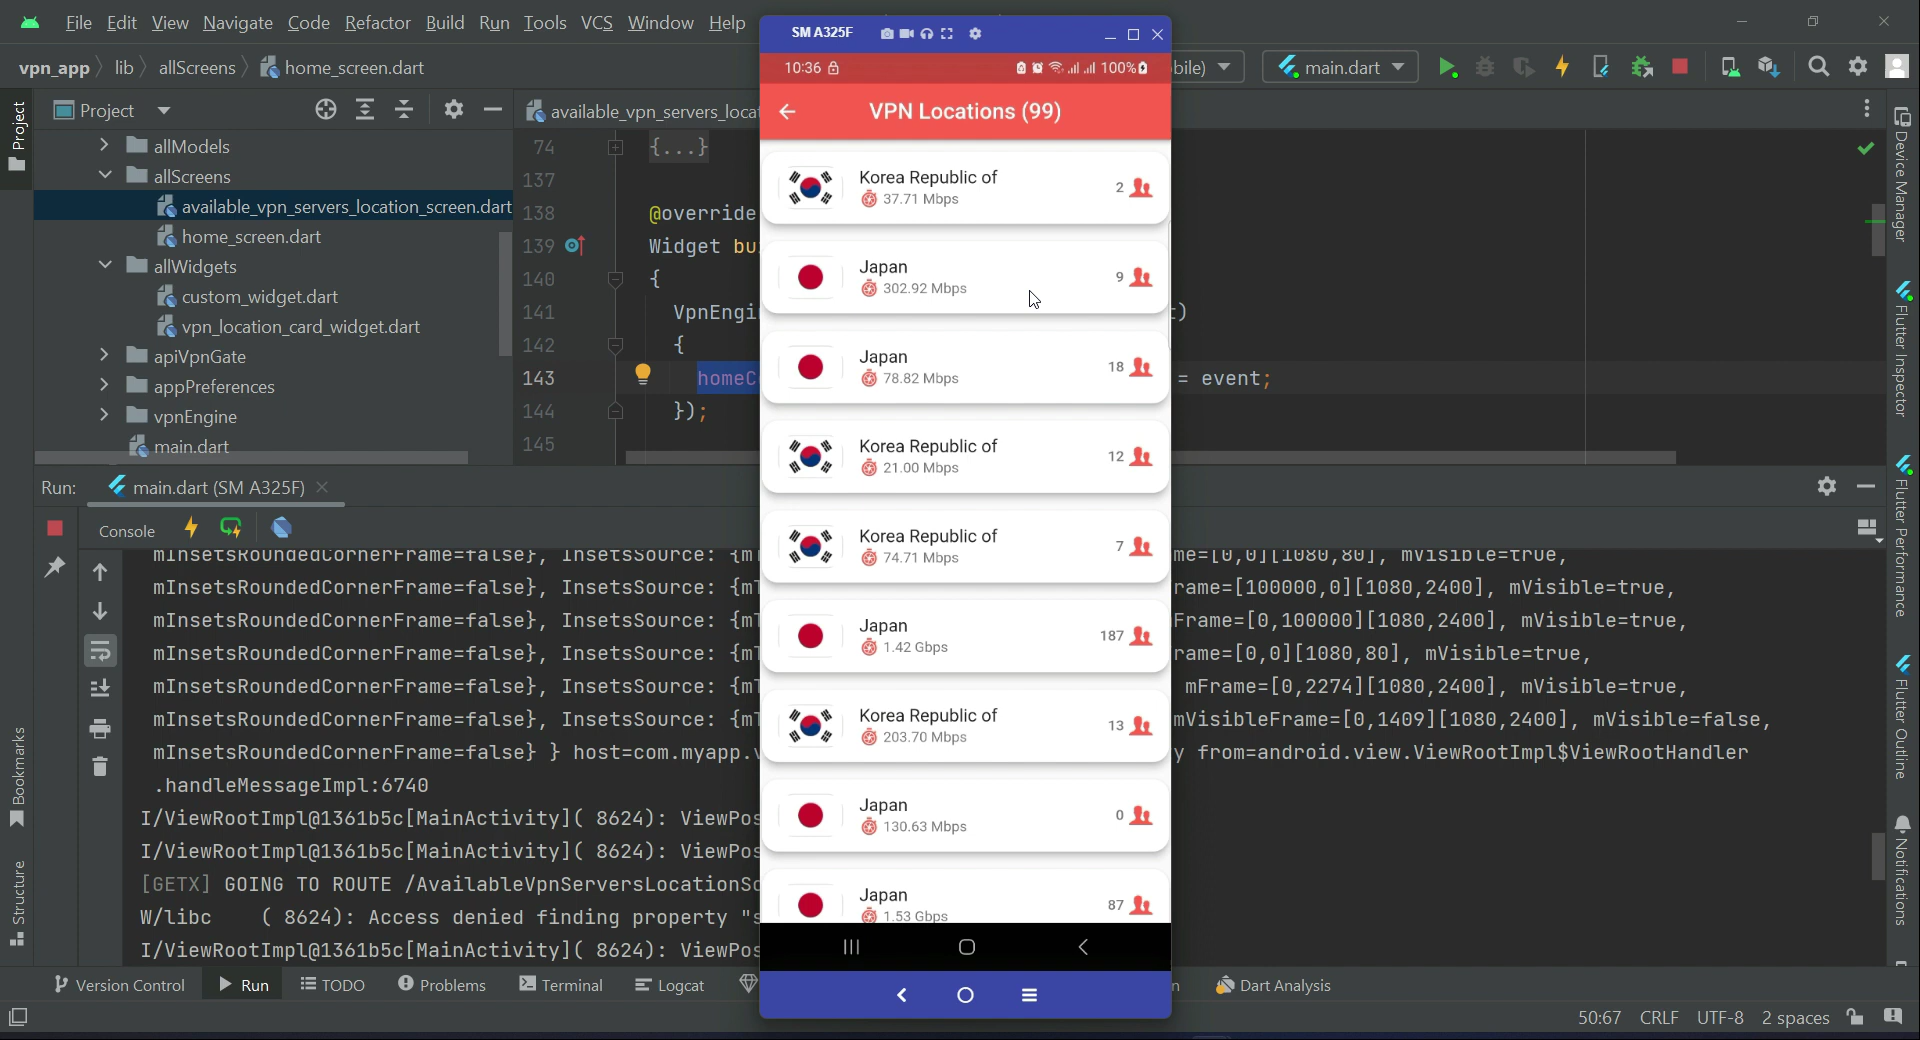 File Edit View Navigate Code Refactor Build Run Tools VCS Window Help
vpn_app lib allScreens home_screen.dart
bile) main.dart
Project
Project
allModels
allScreens
available_vpn_servers_location_screen.dart
home_screen.dart
allWidgets
custom_widget.dart
vpn_location_card_widget.dart
apiVpnGate
appPreferences
vpnEngine
main.dart
available_vpn_servers_loca
74 {...}
137
138 @override
139 Widget bu
140 {
141 VpnEngi :)
142 {
143 homeC = event;
144 });
145
SM A325F
10:36 100%
VPN Locations (99)
Korea Republic of
37.71 Mbps
2
Japan
302.92 Mbps
9
Japan
78.82 Mbps
18
Korea Republic of
21.00 Mbps
12
Korea Republic of
74.71 Mbps
7
Japan
1.42 Gbps
187
Korea Republic of
203.70 Mbps
13
Japan
130.63 Mbps
0
Japan
1.53 Gbps
87
Run: main.dart (SM A325F)
Console
mInsetsRoundedCornerFrame=false}, InsetsSource: {mT me=[0,0][1080,80], mVisible=true,
mInsetsRoundedCornerFrame=false}, InsetsSource: {mT rame=[100000,0][1080,2400], mVisible=true,
mInsetsRoundedCornerFrame=false}, InsetsSource: {mT Frame=[0,100000][1080,2400], mVisible=true,
mInsetsRoundedCornerFrame=false}, InsetsSource: {mT rame=[0,0][1080,80], mVisible=true,
mInsetsRoundedCornerFrame=false}, InsetsSource: {mT mFrame=[0,2274][1080,2400], mVisible=true,
mInsetsRoundedCornerFrame=false}, InsetsSource: {mT mVisibleFrame=[0,1409][1080,2400], mVisible=false,
mInsetsRoundedCornerFrame=false} } host=com.myapp.v y from=android.view.ViewRootImpl$ViewRootHandler
.handleMessageImpl:6740
I/ViewRootImpl@1361b5c[MainActivity]( 8624): ViewPos
I/ViewRootImpl@1361b5c[MainActivity]( 8624): ViewPos
[GETX] GOING TO ROUTE /AvailableVpnServersLocationSc
W/libc ( 8624): Access denied finding property "s
I/ViewRootImpl@1361b5c[MainActivity]( 8624): ViewPos
Bookmarks
Structure
Device Manager
Flutter Inspector
Flutter Performance
Flutter Outline
Notifications
Version Control Run TODO Problems Terminal Logcat n Dart Analysis
50:67 CRLF UTF-8 2 spaces